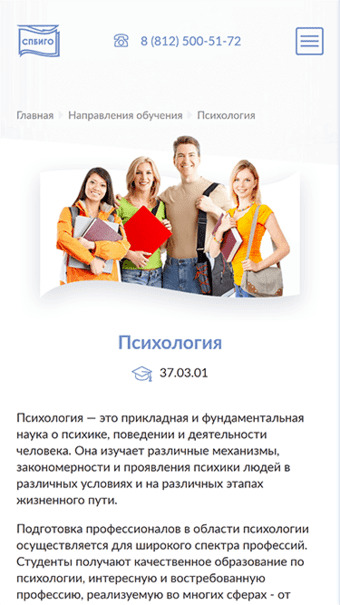 СПБИГО
8 (812) 500-51-72
Главная Направления обучения Психология
Психология
37.03.01
Психология — это прикладная и фундаментальная
наука о психике, поведении и деятельности
человека. Она изучает различные механизмы,
закономерности и проявления психики людей в
различных условиях и на различных этапах
жизненного пути.
Подготовка профессионалов в области психологии
осуществляется для широкого спектра профессий.
Студенты получают качественное образование по
психологии, интересную и востребованную
профессию, реализуемую во многих сферах - от